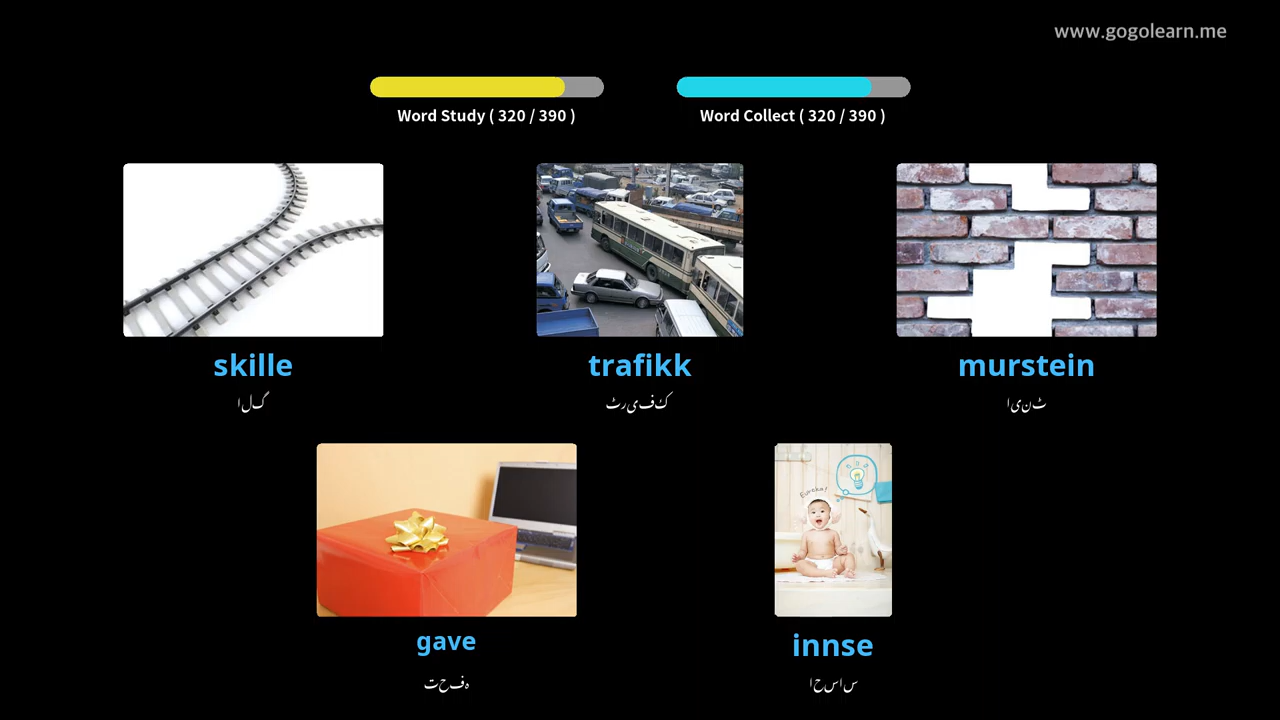 www.gogolearn.me
Word Study ( 320 / 390 )
Word Collect ( 320 / 390 )
skille
trafikk
murstein
الگ
ٹریفک
اینٹ
gave
innse
تحفہ
احساس
Eureka!